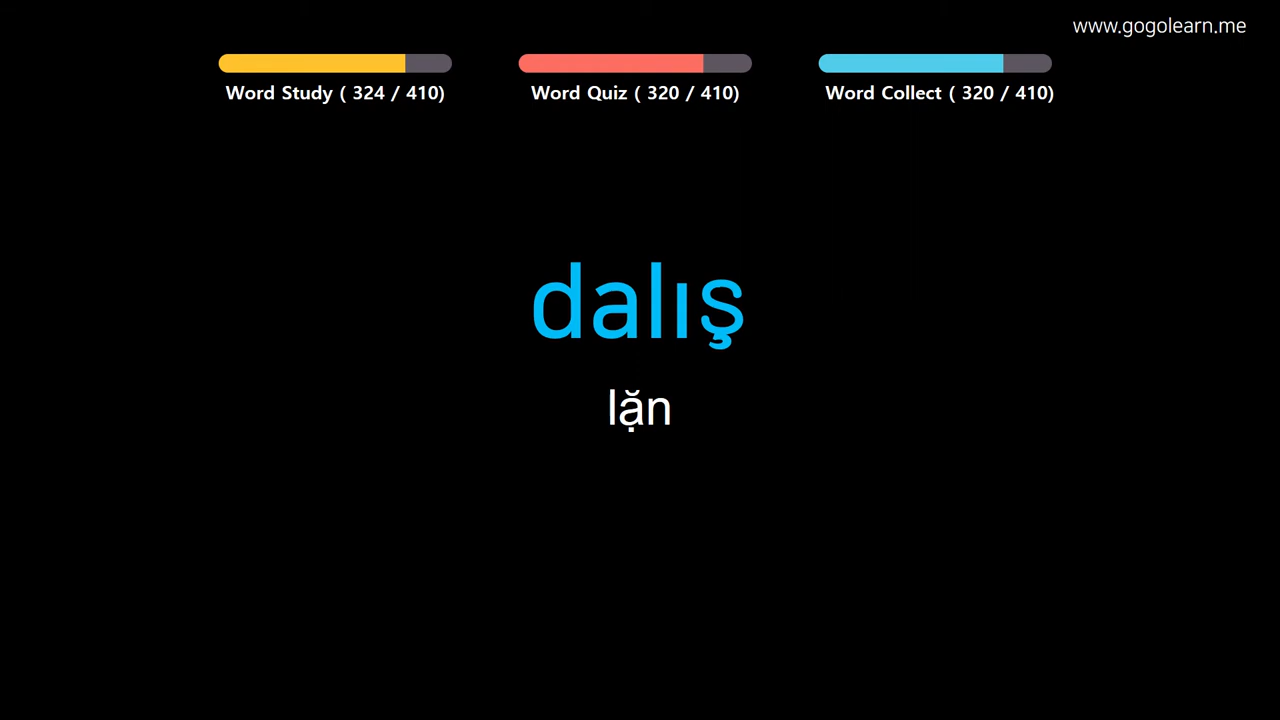 www.gogolearn.me
Word Study ( 324 / 410)
Word Quiz ( 320 / 410)
Word Collect ( 320 / 410)
dalış
lặn